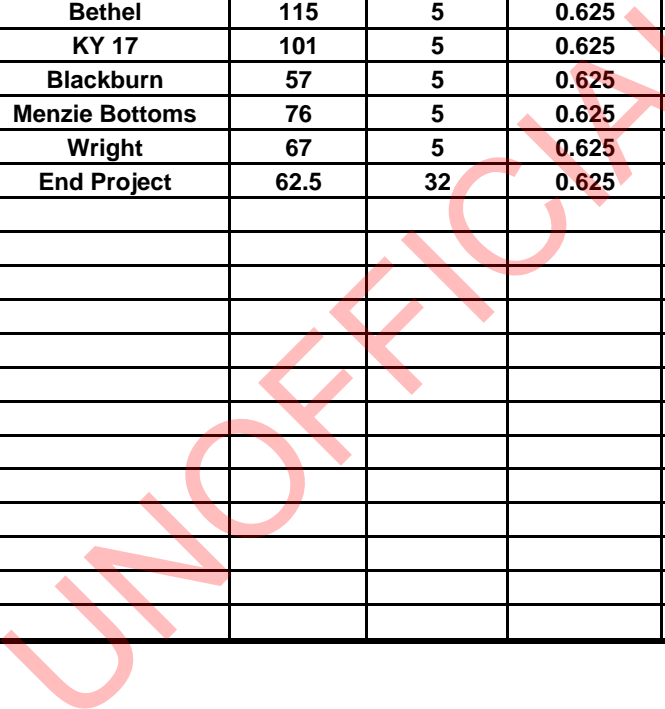 Bethel 115 5 0.625
KY 17 101 5 0.625
Blackburn 57 5 0.625
Menzie Bottoms 76 5 0.625
Wright 67 5 0.625
End Project 62.5 32 0.625
UNOFFICIAL